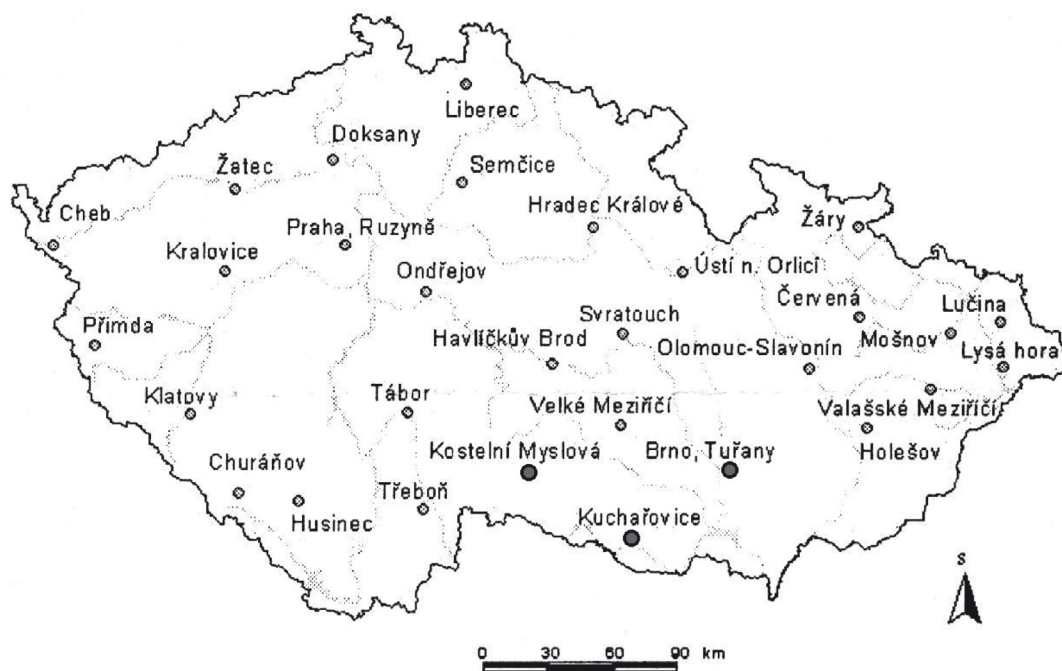 Liberec
Doksany
Žatec
Semčice
Cheb
Hradec Králové
Žáry
Praha, Ruzyně
Kralovice
Ondřejov
Ústí n. Orlicí
Červená
Lučina
Svratouch
Přimda
Havlíčkův Brod
Mošnov
Olomouc-Slavonín
Lysá hora
Klatovy
Tábor
Velké Meziříčí
Valašské Meziříčí
Kostelní Myslová
Brno, Tuřany
Holešov
Churáňov
Třeboň
Husinec
Kuchařovice
S
0 30 60 90 km